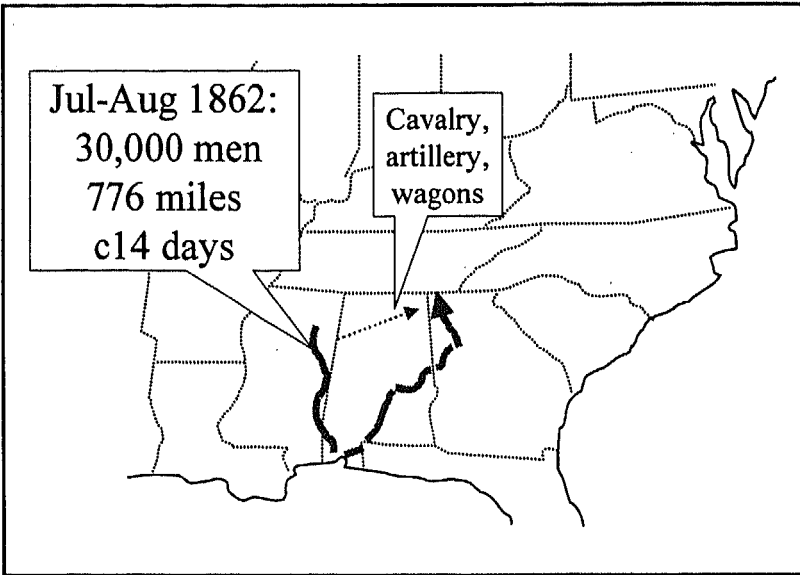 Jul-Aug 1862:
30,000 men
776 miles
c14 days
Cavalry,
artillery,
wagons